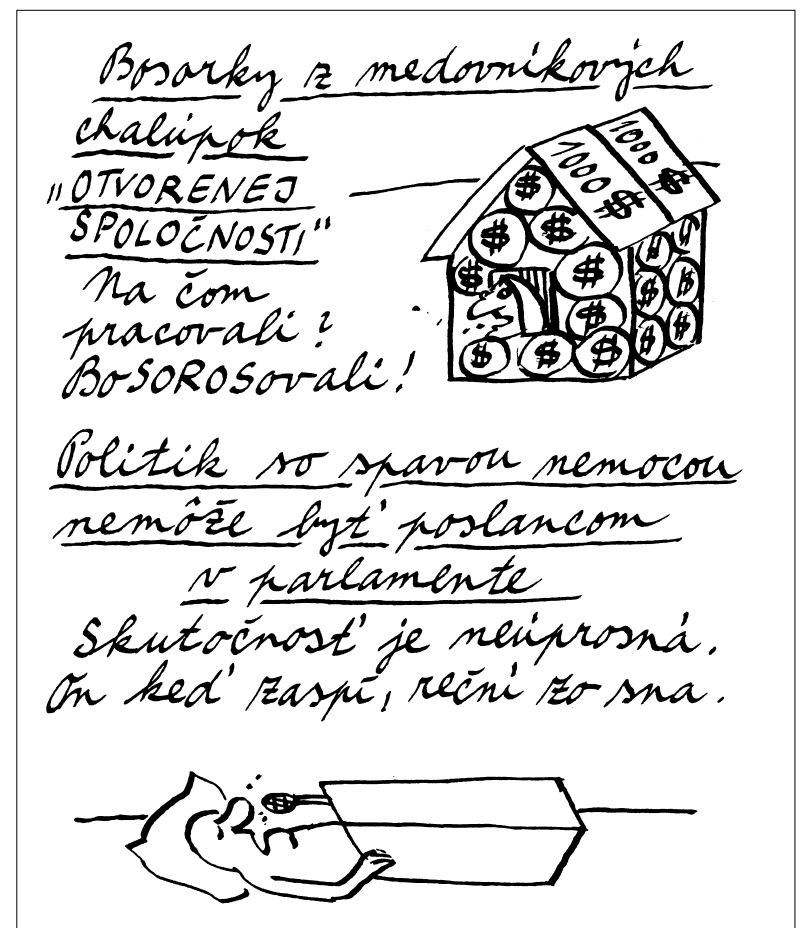 Bosorky z medovníkových
chalúpok
"OTVORENEJ
SPOLOČNOSTI"
1000 $ 1000 $
$ $ $ $ $ $ $ $ $ $ $ $ $ $
Na čom
pracovali?
BoSOROSovali!
Politik so spavou nemocou
nemôže byť poslancom
v parlamente
Skutočnosť je neúprosná.
On keď zaspí, reční zo sna.